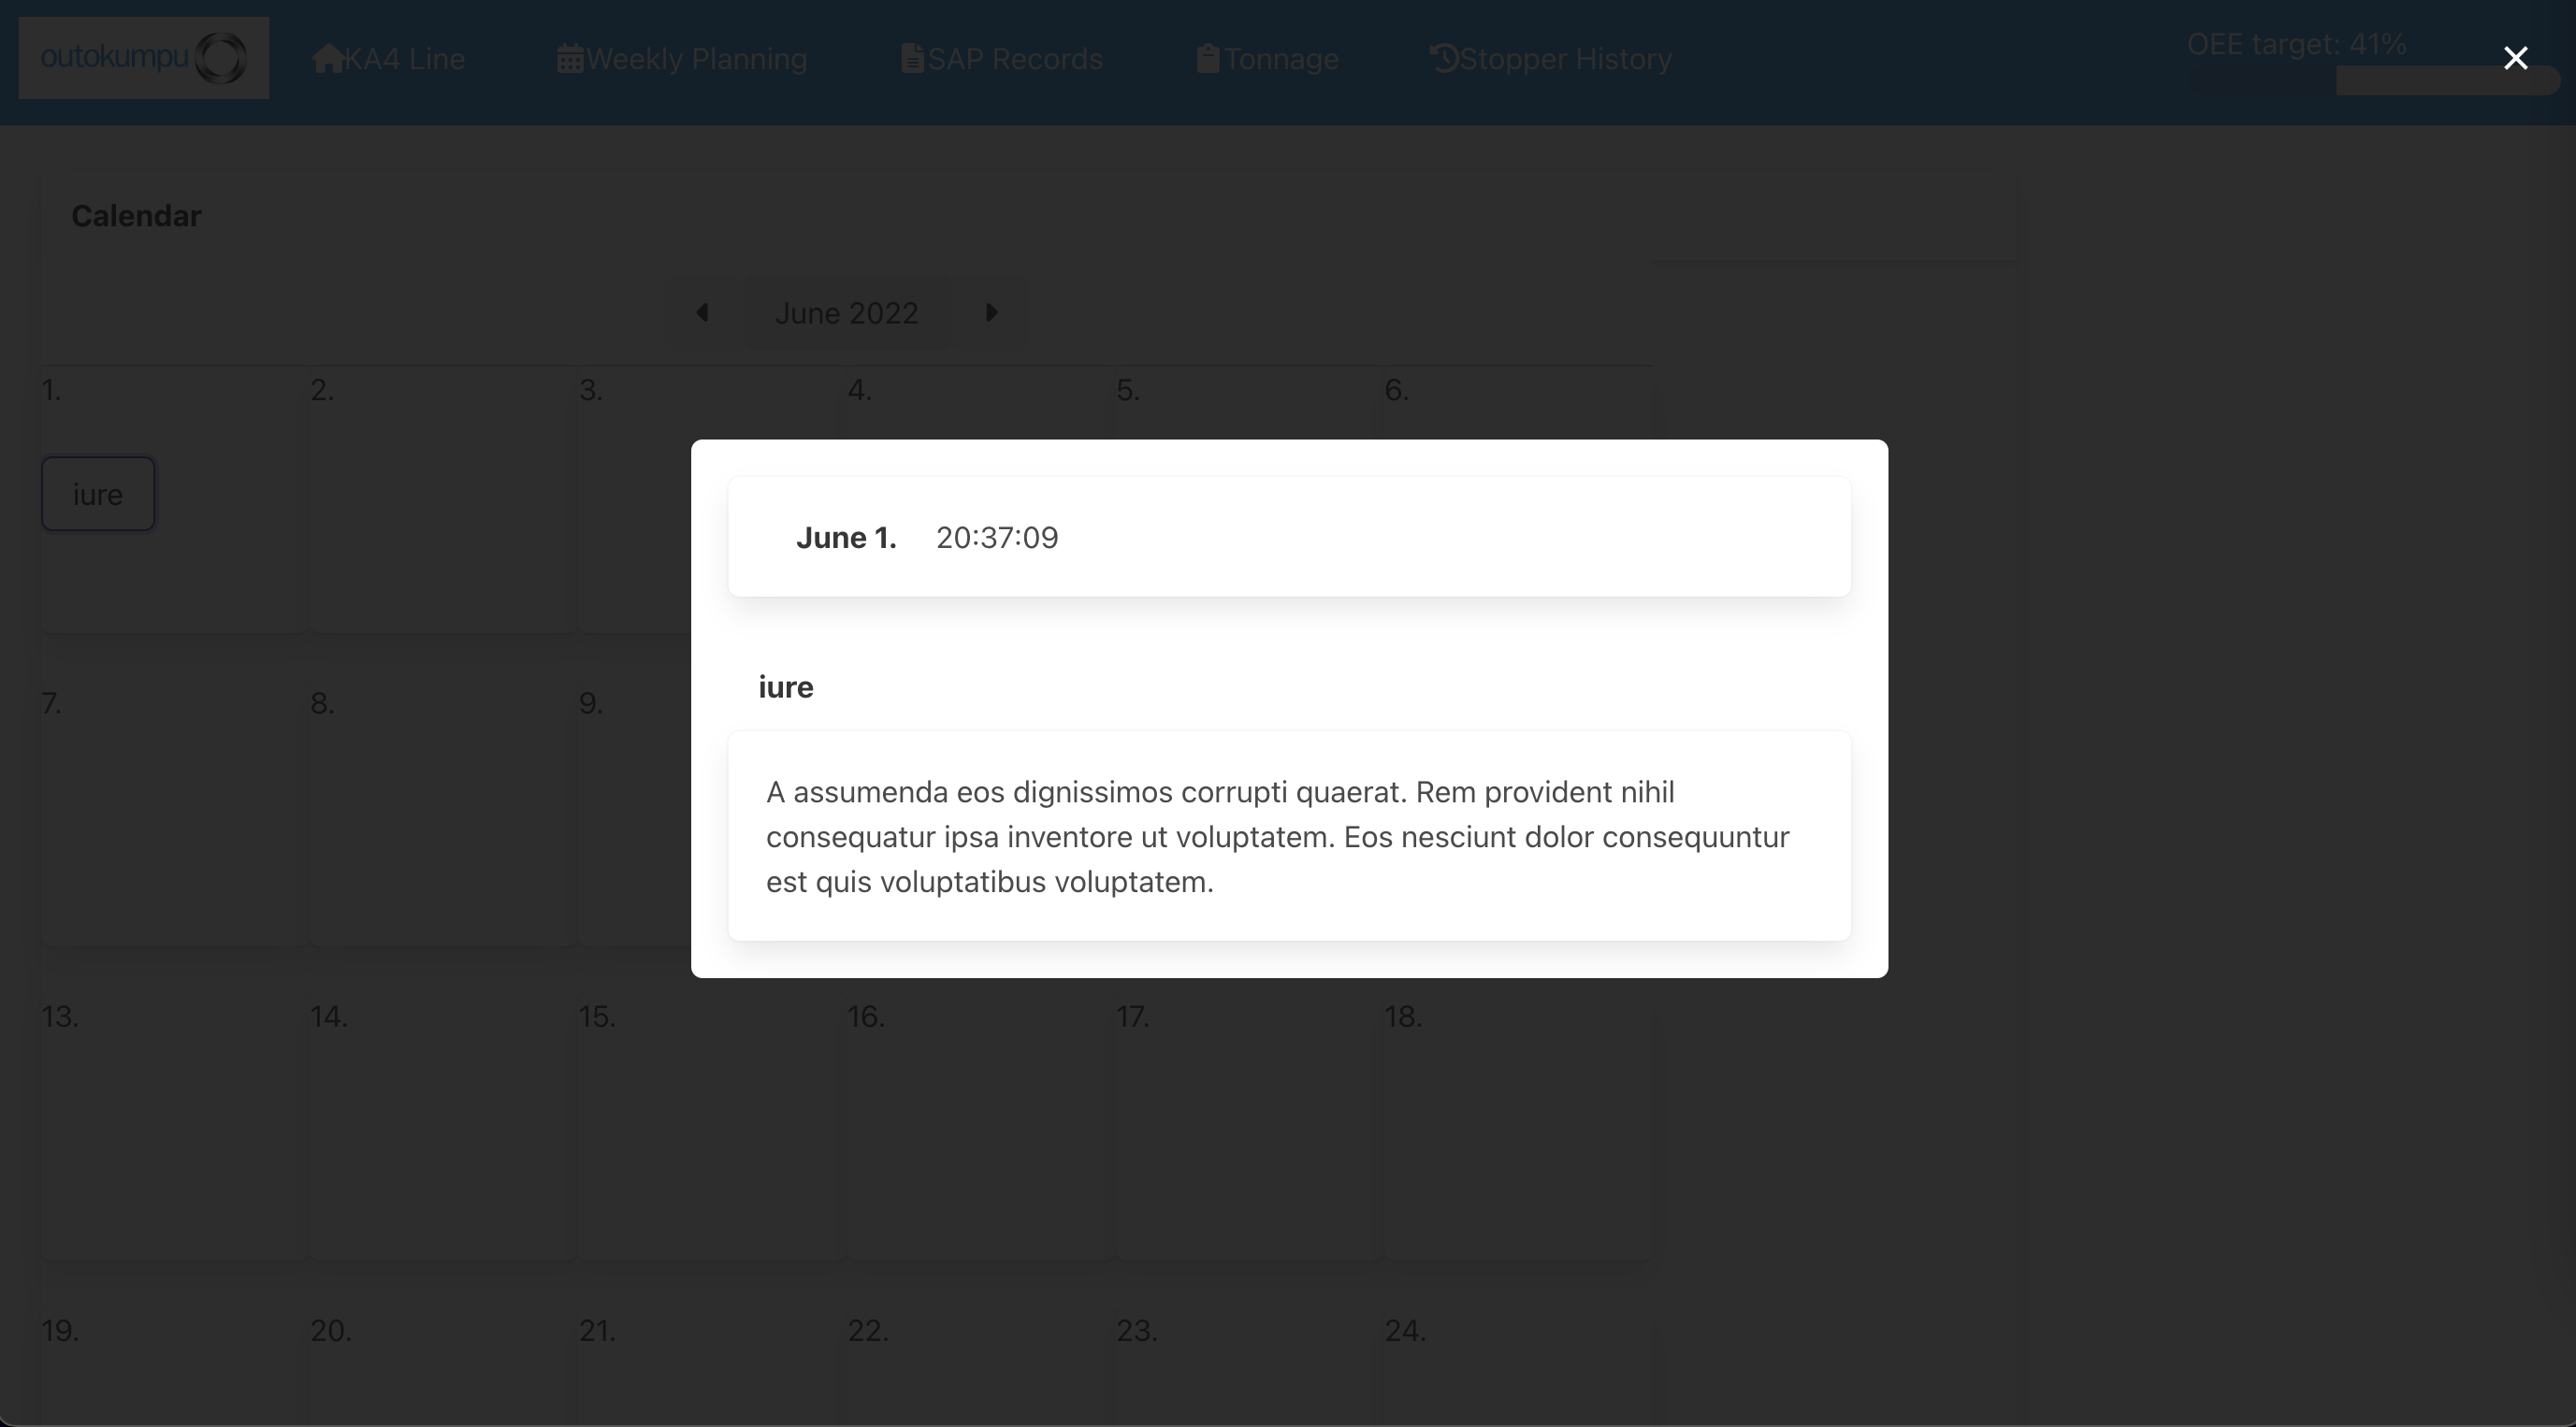 outokumpu
KA4 Line
Weekly Planning
SAP Records
Tonnage
Stopper History
OEE target: 41%
Calendar
June 2022
1.
2.
3.
4.
5.
6.
iure
June 1. 20:37:09
iure
A assumenda eos dignissimos corrupti quaerat. Rem provident nihil
consequatur ipsa inventore ut voluptatem. Eos nesciunt dolor consequuntur
est quis voluptatibus voluptatem.
7.
8.
9.
13.
14.
15.
16.
17.
18.
19.
20.
21.
22.
23.
24.